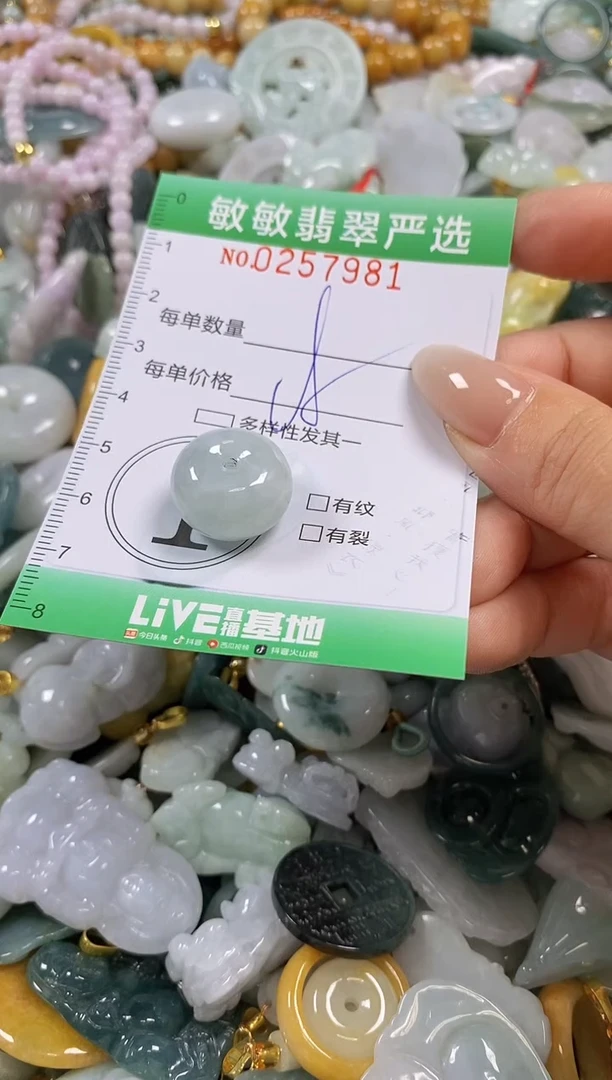 敏敏翡翠严选
No.0257981
每单数量
每单价格
多样性发其一
有纹
有裂
0
1
2
3
4
5
6
7
8
LiVE直播基地
今日头条 抖音 西瓜视频 抖音火山版